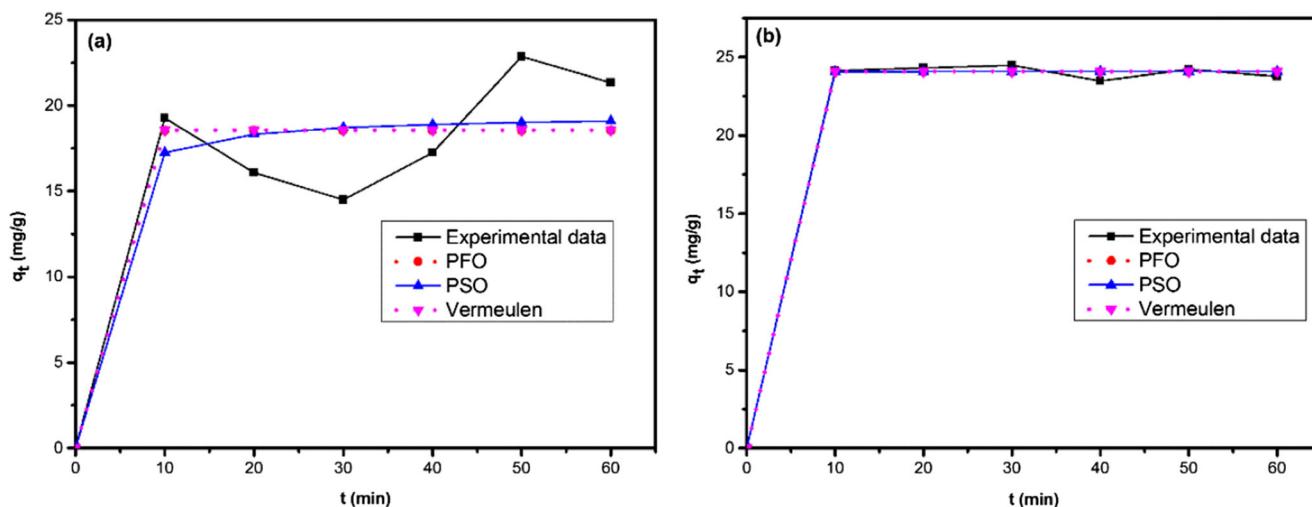 (a)
25
20
15
10
5
0
qt (mg/g)
Experimental data
PFO
PSO
Vermeulen
0 10 20 30 40 50 60
t (min)
(b)
25
20
15
10
5
0
qt (mg/g)
Experimental data
PFO
PSO
Vermeulen
0 10 20 30 40 50 60
t (min)